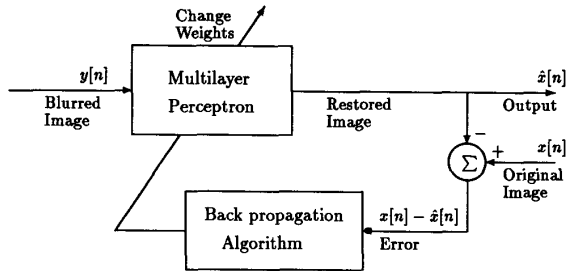 Change
Weights
y[n]
Blurred
Image
Multilayer
Perceptron
Restored
Image
x̂[n]
Output
−
+
Σ
x[n]
Original
Image
Back propagation
Algorithm
x[n] − x̂[n]
Error